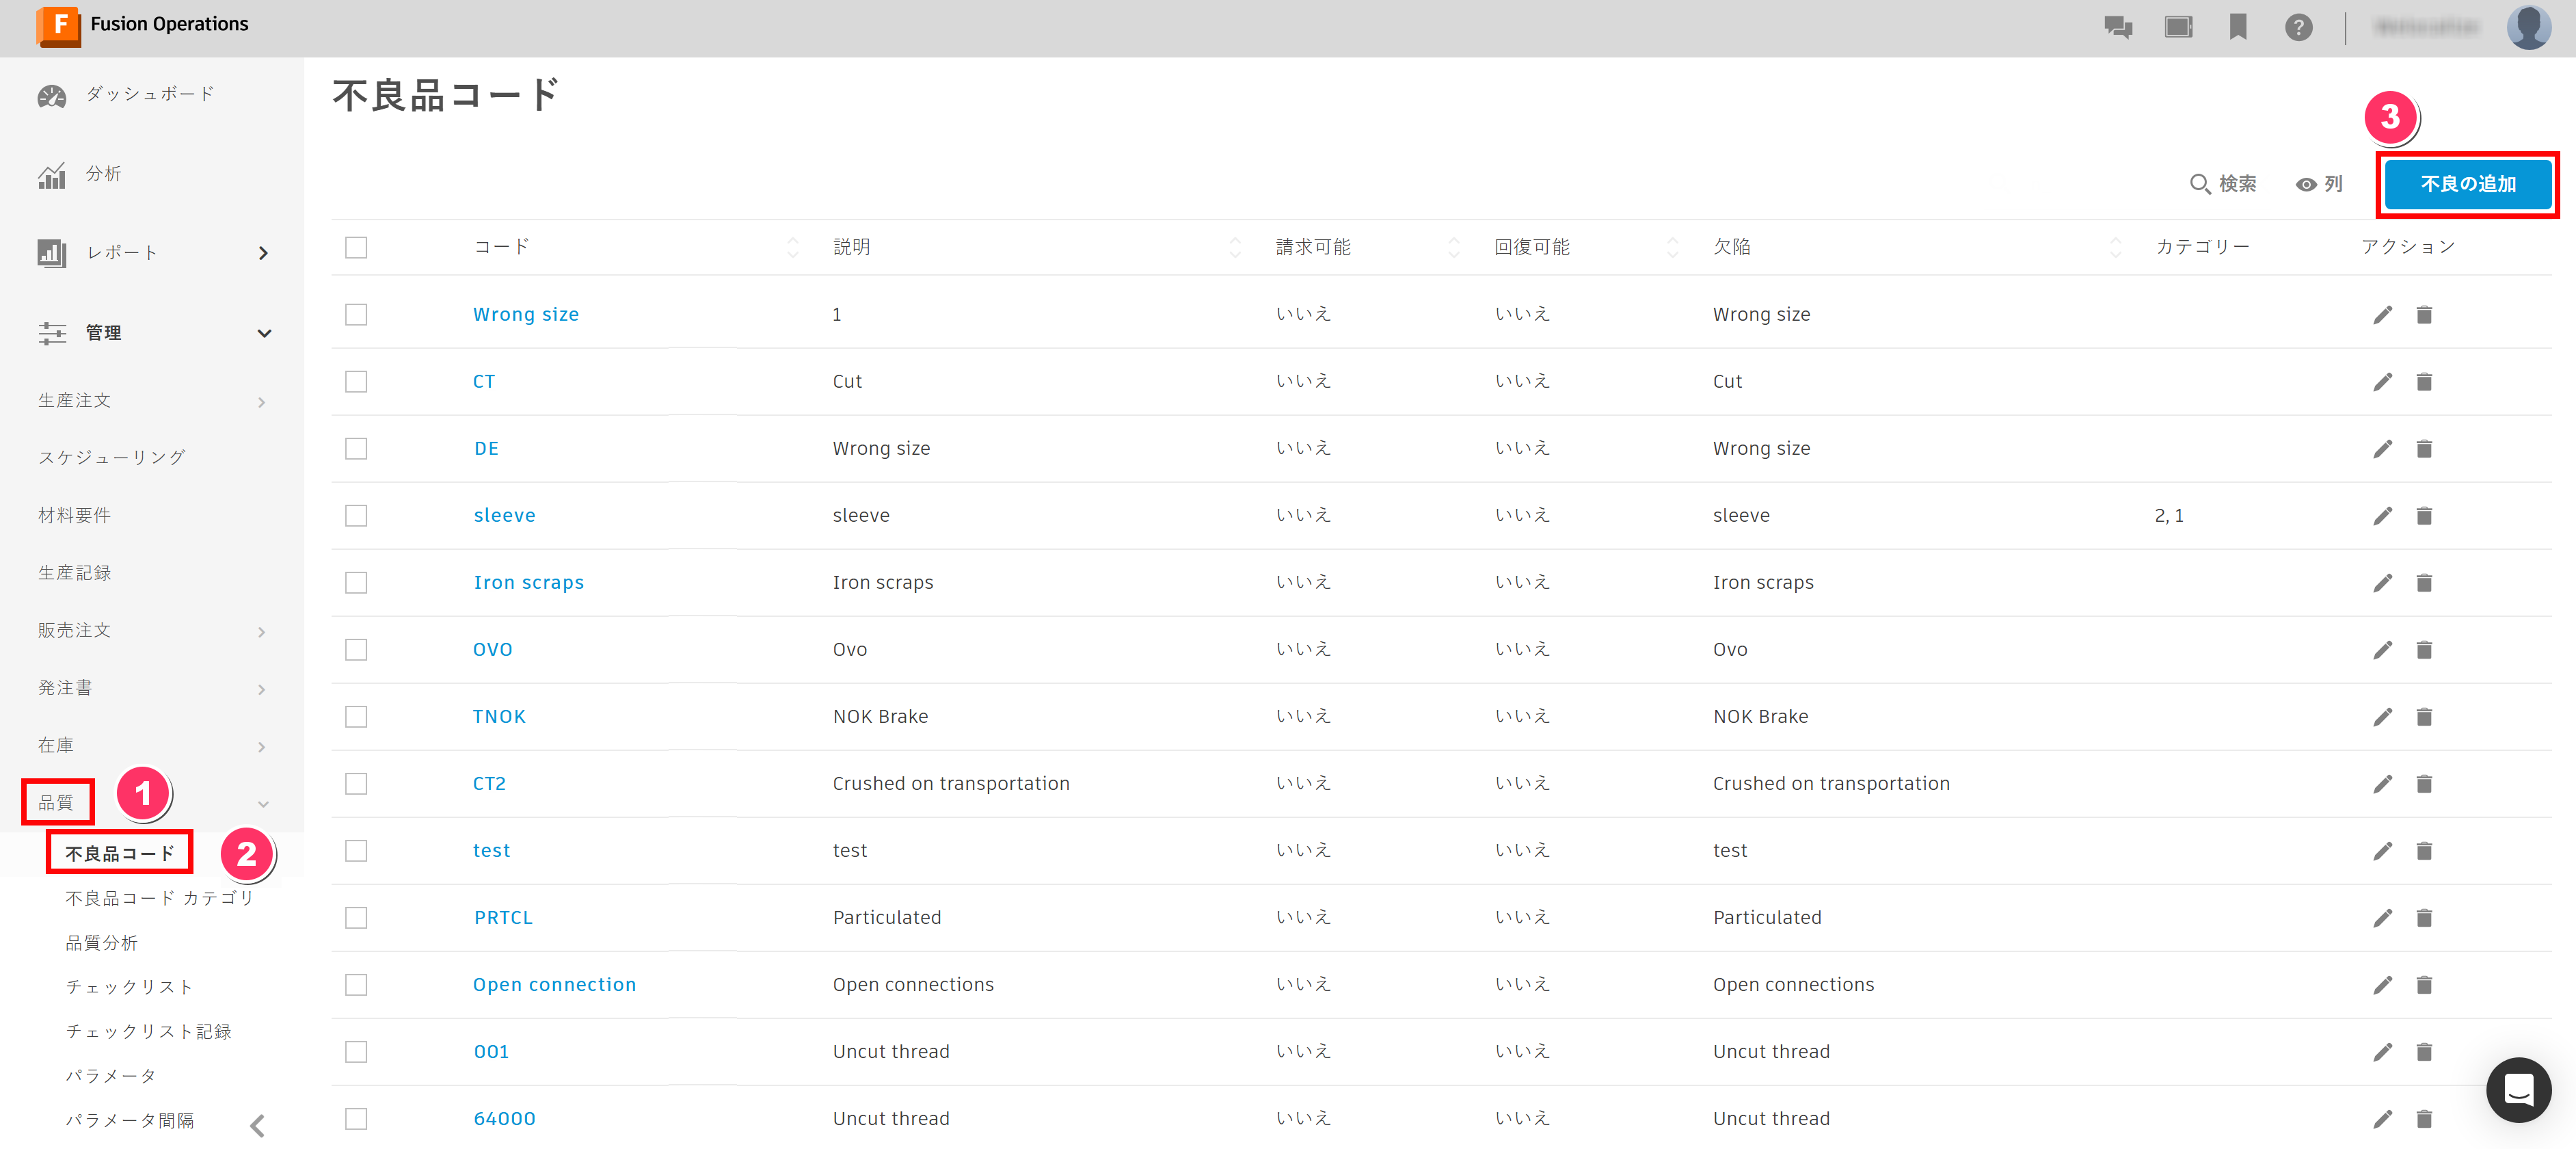 F Fusion Operations
?
ダッシュボード
分析
レポート
管理
生産注文
スケジューリング
材料要件
生産記録
販売注文
発注書
在庫
品質
1
不良品コード
2
不良品コード カテゴリ
品質分析
チェックリスト
チェックリスト記録
パラメータ
パラメータ間隔
不良品コード
3
検索 列 不良の追加
コード 説明 請求可能 回復可能 欠陥 カテゴリー アクション
Wrong size 1 いいえ いいえ Wrong size
CT Cut いいえ いいえ Cut
DE Wrong size いいえ いいえ Wrong size
sleeve sleeve いいえ いいえ sleeve 2, 1
Iron scraps Iron scraps いいえ いいえ Iron scraps
OVO Ovo いいえ いいえ Ovo
TNOK NOK Brake いいえ いいえ NOK Brake
CT2 Crushed on transportation いいえ いいえ Crushed on transportation
test test いいえ いいえ test
PRTCL Particulated いいえ いいえ Particulated
Open connection Open connections いいえ いいえ Open connections
001 Uncut thread いいえ いいえ Uncut thread
64000 Uncut thread いいえ いいえ Uncut thread